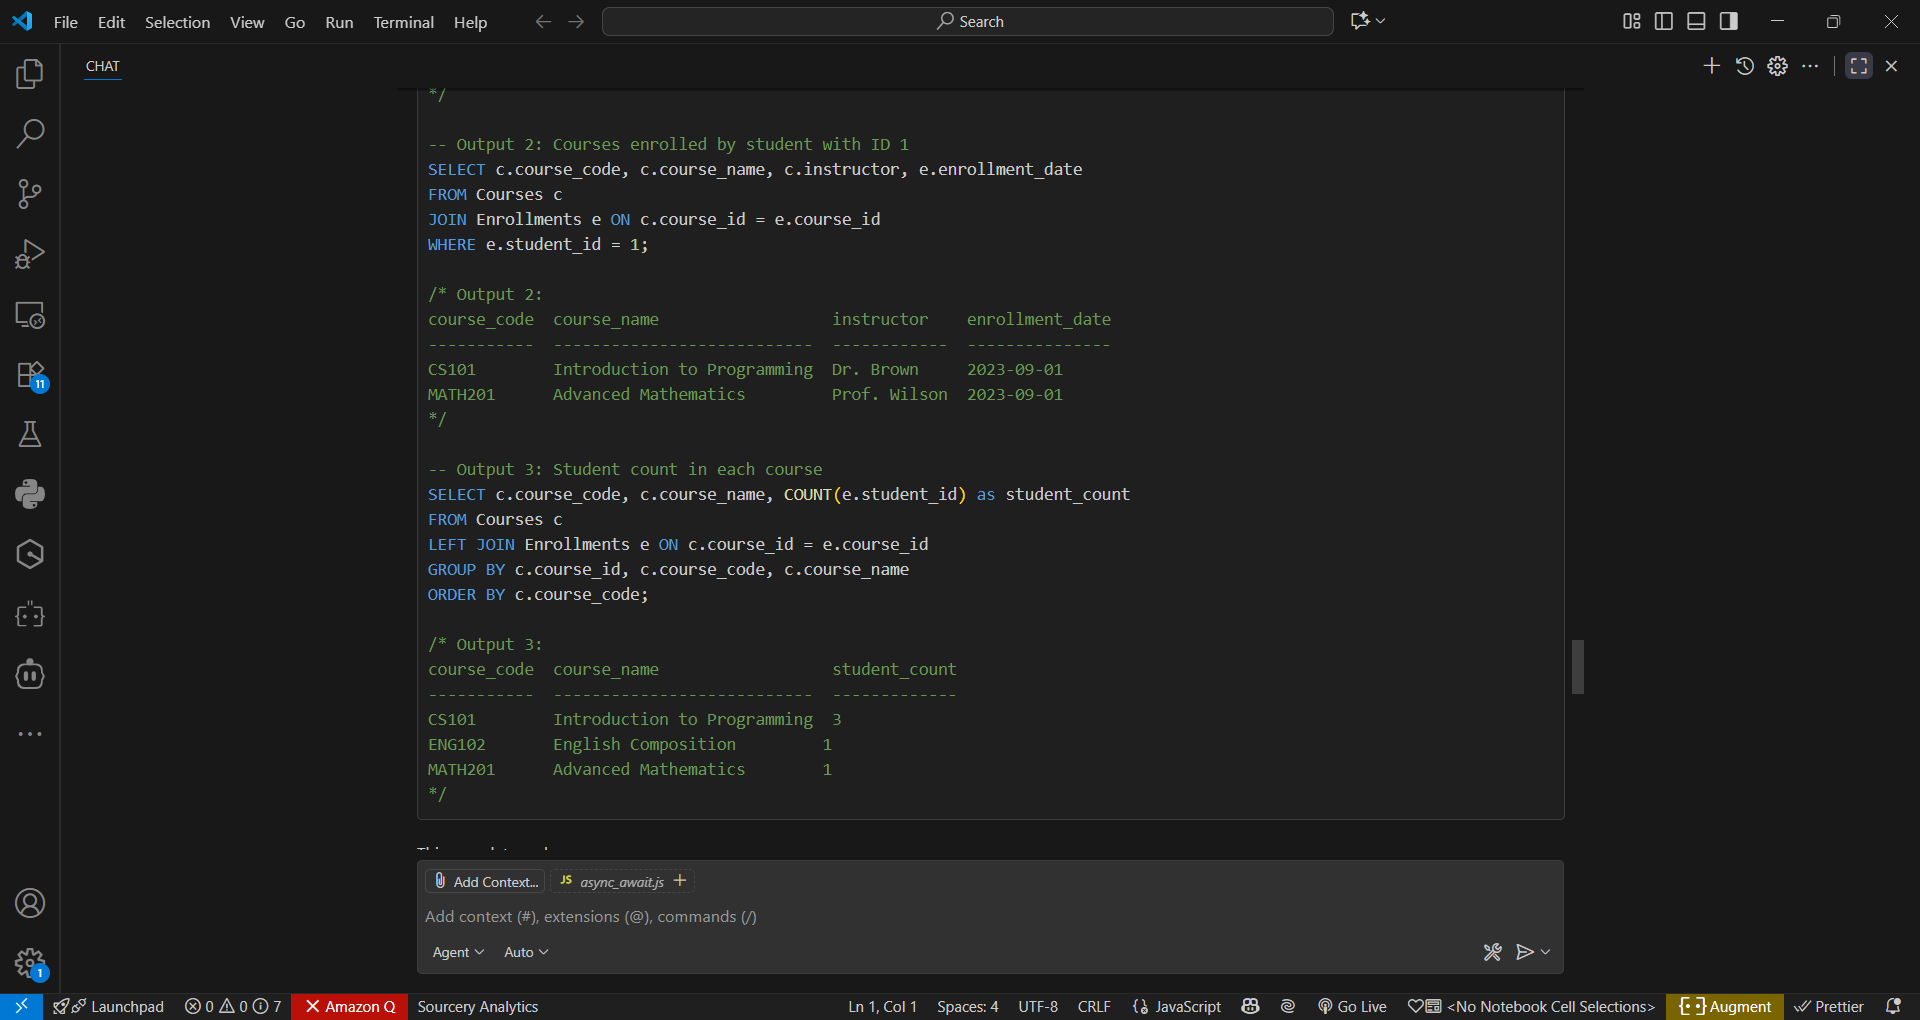 File Edit Selection View Go Run Terminal Help
Search
CHAT
*/
-- Output 2: Courses enrolled by student with ID 1
SELECT c.course_code, c.course_name, c.instructor, e.enrollment_date
FROM Courses c
JOIN Enrollments e ON c.course_id = e.course_id
WHERE e.student_id = 1;
/* Output 2:
course_code  course_name                  instructor    enrollment_date
-----------  ---------------------------  ------------  ---------------
CS101        Introduction to Programming  Dr. Brown     2023-09-01
MATH201      Advanced Mathematics         Prof. Wilson  2023-09-01
*/
-- Output 3: Student count in each course
SELECT c.course_code, c.course_name, COUNT(e.student_id) as student_count
FROM Courses c
LEFT JOIN Enrollments e ON c.course_id = e.course_id
GROUP BY c.course_id, c.course_code, c.course_name
ORDER BY c.course_code;
/* Output 3:
course_code  course_name                  student_count
-----------  ---------------------------  -------------
CS101        Introduction to Programming  3
ENG102       English Composition         1
MATH201      Advanced Mathematics        1
*/
11
Add Context... JS async_await.js +
Add context (#), extensions (@), commands (/)
Agent Auto
1
Launchpad 0 0 7 Amazon Q Sourcery Analytics Ln 1, Col 1 Spaces: 4 UTF-8 CRLF {} JavaScript Go Live <No Notebook Cell Selections> Augment Prettier